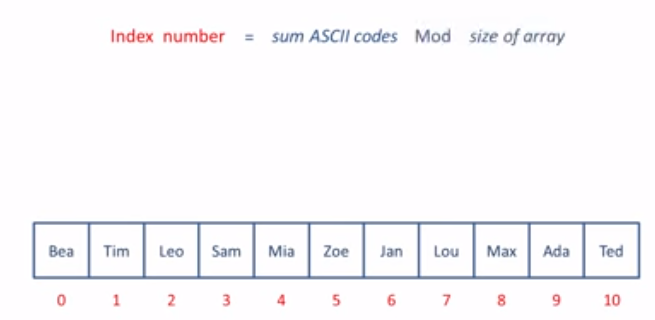 Index number = sum ASCII codes Mod size of array
Bea Tim Leo Sam Mia Zoe Jan Lou Max Ada Ted
0 1 2 3 4 5 6 7 8 9 10